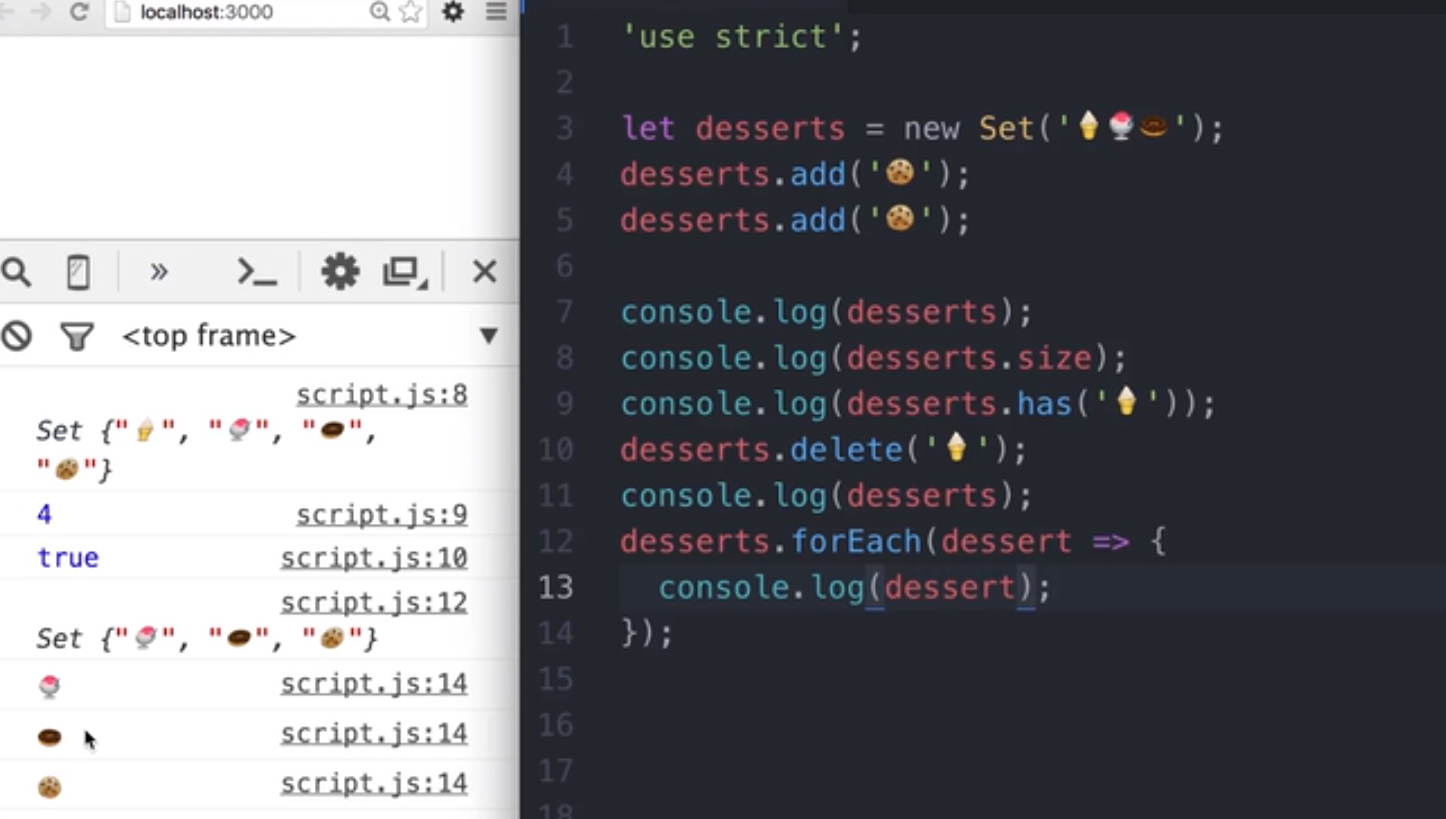 localhost:3000
<top frame>
script.js:8
Set {"🍦", "🍧", "🍩",
"🍪"}
4 script.js:9
true script.js:10
script.js:12
Set {"🍧", "🍩", "🍪"}
🍧 script.js:14
🍩 script.js:14
🍪 script.js:14
1 'use strict';
2
3 let desserts = new Set('🍦🍧🍩');
4 desserts.add('🍪');
5 desserts.add('🍪');
6
7 console.log(desserts);
8 console.log(desserts.size);
9 console.log(desserts.has('🍦'));
10 desserts.delete('🍦');
11 console.log(desserts);
12 desserts.forEach(dessert => {
13 console.log(dessert);
14 });
15
16
17
18